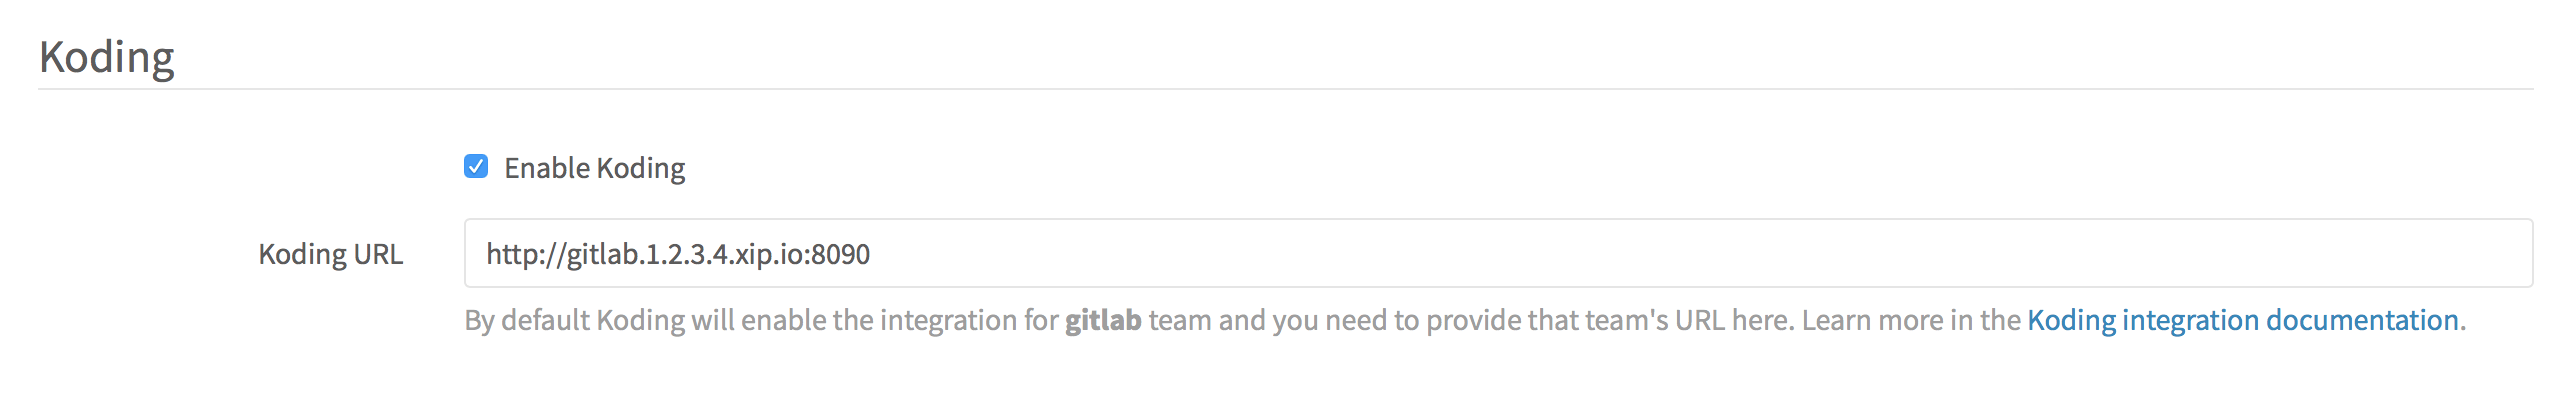 Koding
Enable Koding
Koding URL
http://gitlab.1.2.3.4.xip.io:8090
By default Koding will enable the integration for gitlab team and you need to provide that team's URL here. Learn more in the Koding integration documentation.